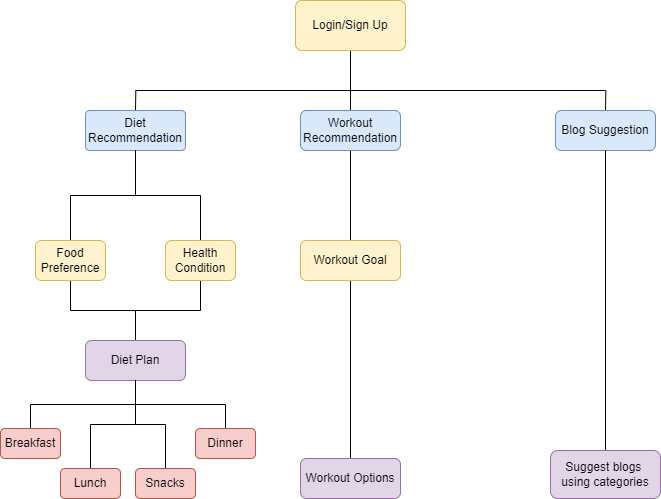 Login/Sign Up
Diet
Recommendation
Workout
Recommendation
Blog Suggestion
Food
Preference
Health
Condition
Workout Goal
Diet Plan
Breakfast
Dinner
Lunch
Snacks
Workout Options
Suggest blogs
using categories